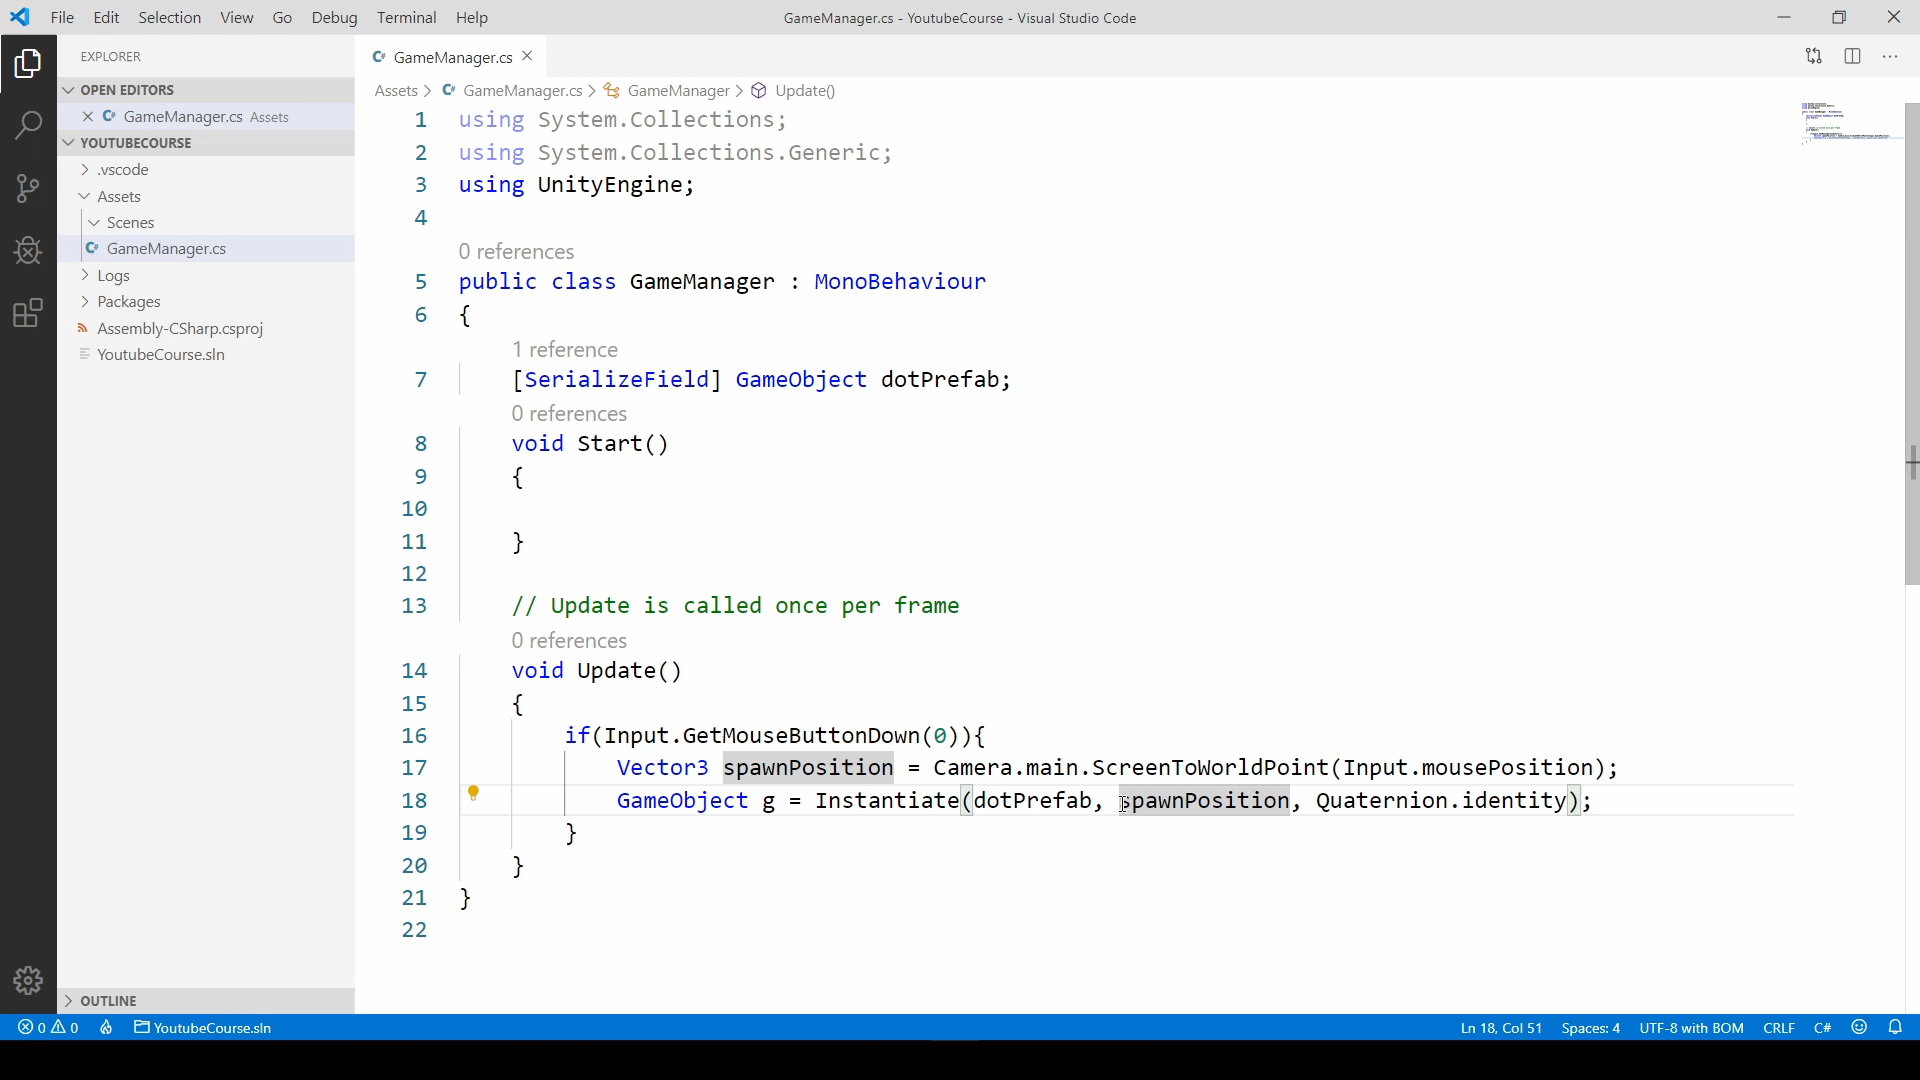 File Edit Selection View Go Debug Terminal Help
GameManager.cs - YoutubeCourse - Visual Studio Code
EXPLORER
OPEN EDITORS
GameManager.cs Assets
YOUTUBECOURSE
.vscode
Assets
Scenes
GameManager.cs
Logs
Packages
Assembly-CSharp.csproj
YoutubeCourse.sln
OUTLINE
GameManager.cs
Assets > GameManager.cs > GameManager > Update()
1 using System.Collections;
2 using System.Collections.Generic;
3 using UnityEngine;
4
0 references
5 public class GameManager : MonoBehaviour
6 {
1 reference
7 [SerializeField] GameObject dotPrefab;
0 references
8 void Start()
9 {
10
11 }
12
13 // Update is called once per frame
0 references
14 void Update()
15 {
16 if(Input.GetMouseButtonDown(0)){
17 Vector3 spawnPosition = Camera.main.ScreenToWorldPoint(Input.mousePosition);
18 GameObject g = Instantiate(dotPrefab, spawnPosition, Quaternion.identity);
19 }
20 }
21 }
22
0 0 YoutubeCourse.sln
Ln 18, Col 51 Spaces: 4 UTF-8 with BOM CRLF C#